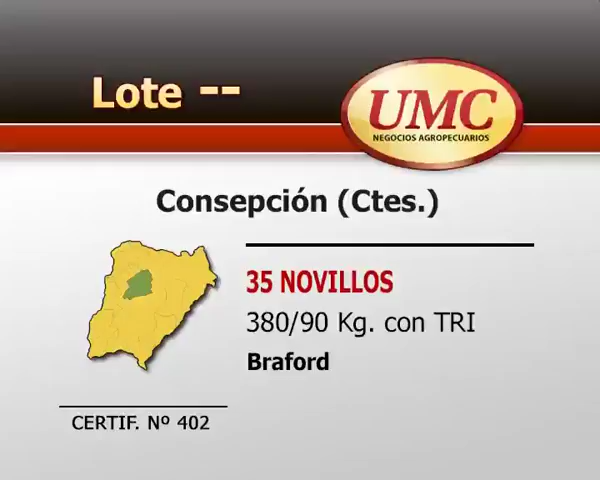 Lote --
UMC
NEGOCIOS AGROPECUARIOS
Consepción (Ctes.)
35 NOVILLOS
380/90 Kg. con TRI
Braford
CERTIF. Nº 402